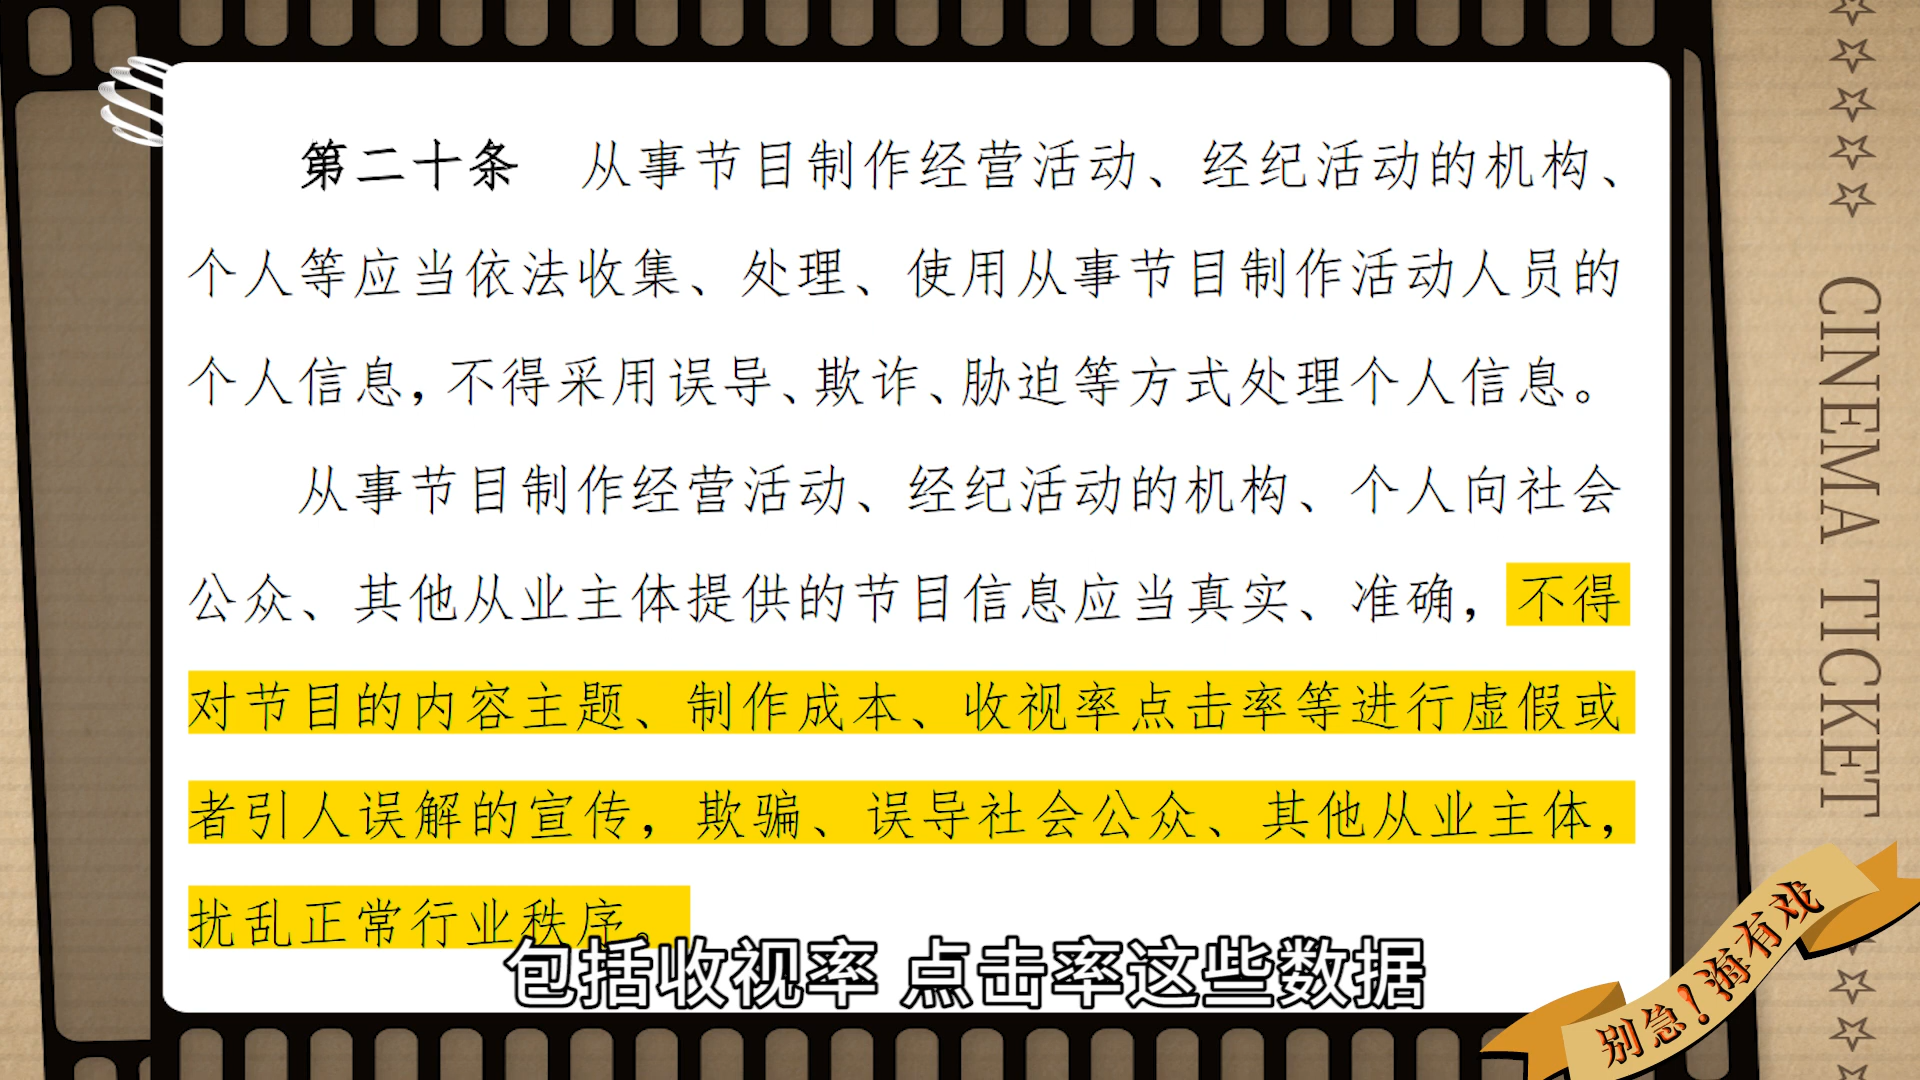 第二十条 从事节目制作经营活动、经纪活动的机构、
个人等应当依法收集、处理、使用从事节目制作活动人员的
个人信息，不得采用误导、欺诈、胁迫等方式处理个人信息。
从事节目制作经营活动、经纪活动的机构、个人向社会
公众、其他从业主体提供的节目信息应当真实、准确，不得
对节目的内容主题、制作成本、收视率点击率等进行虚假或
者引人误解的宣传，欺骗、误导社会公众、其他从业主体，
扰乱正常行业秩序。
包括收视率 点击率这些数据
CINEMA TICKET
别急！海有戏